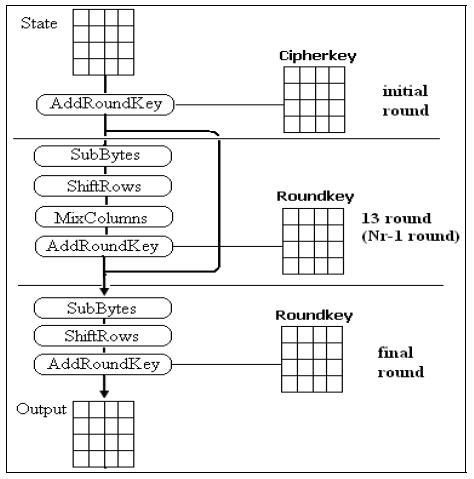 State
Cipherkey
AddRoundKey
initial
round
SubBytes
ShiftRows
MixColumns
AddRoundKey
Roundkey
13 round
(Nr-1 round)
SubBytes
ShiftRows
AddRoundKey
Roundkey
final
round
Output